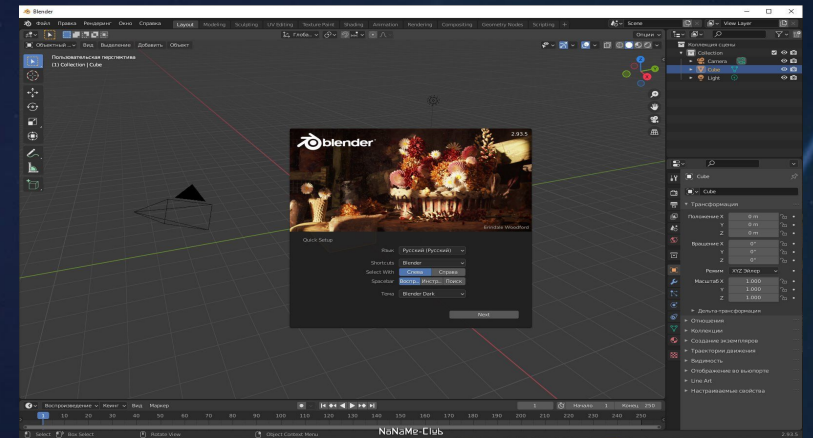 Blender
Файл Правка Рендеринг Окно Справка Layout Modeling Sculpting UV Editing Texture Paint Shading Animation Rendering Compositing Geometry Nodes Scripting + Scene View Layer
Глоба.. Опции
Объектный .. Вид Выделение Добавить Объект
Пользовательская перспектива
(1) Collection | Cube
Коллекция сцены
Collection
Camera
Cube
Light
blender
2.93.5
Quick Setup
Язык Русский (Русский)
Shortcuts Blender
Select With Слева Справа
Spacebar Воспр.. Инстр.. Поиск
Тема Blender Dark
Next
Cube
Cube
Трансформация
Положение X 0 m
Y 0 m
Z 0 m
Вращение X 0°
Y 0°
Z 0°
Режим XYZ Эйлер
Масштаб X 1.000
Y 1.000
Z 1.000
Дельта-трансформация
Отношения
Коллекции
Создание экземпляров
Траектории движения
Видимость
Отображение во вьюпорте
Line Art
Настраиваемые свойства
Воспроизведение Кеинг Вид Маркер 1 Начало 1 Конец 250
1 10 20 30 40 50 60 70 80 90 100 110 120 130 140 150 160 170 180 190 200 210 220 230 240 250
Select Box Select Rotate View Object Context Menu 2.93.5
NaNaMe-Club